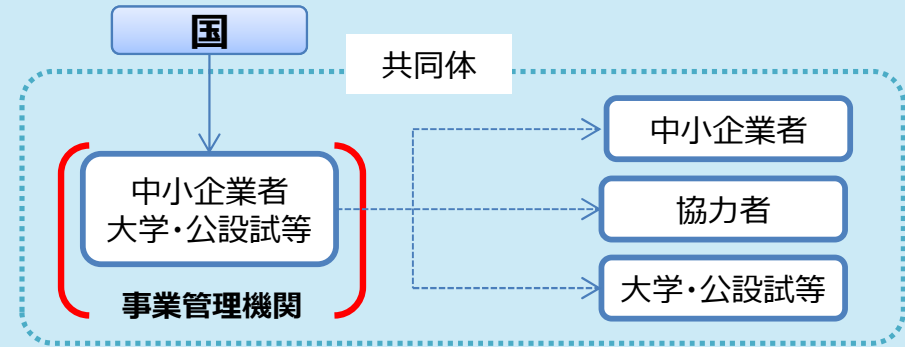 国
共同体
中小企業者
大学・公設試等
事業管理機関
中小企業者
協力者
大学・公設試等